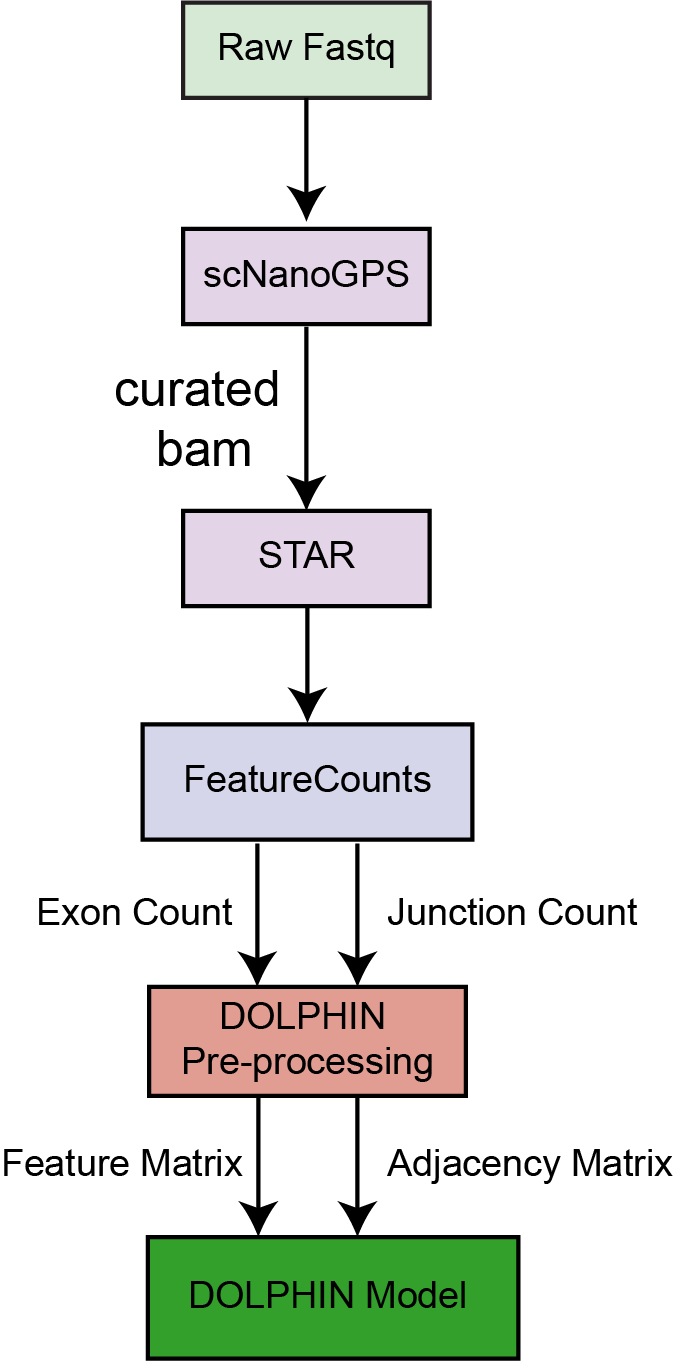 Raw Fastq
scNanoGPS
curated
bam
STAR
FeatureCounts
Exon Count
Junction Count
DOLPHIN
Pre-processing
Feature Matrix
Adjacency Matrix
DOLPHIN Model